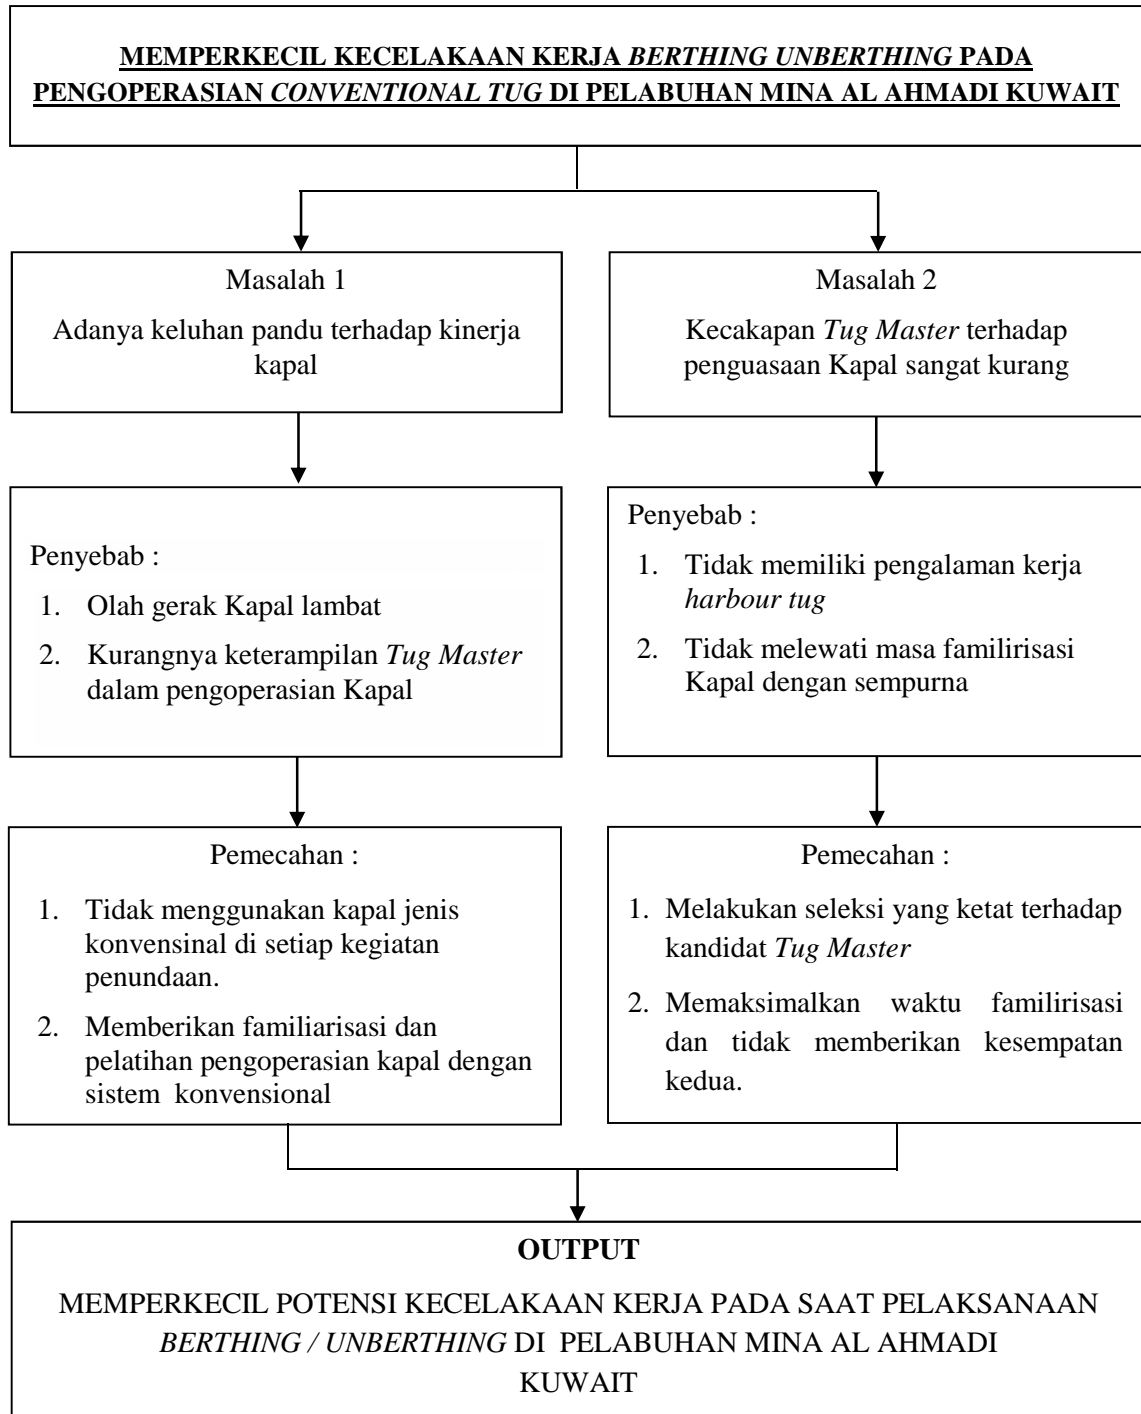 MEMPERKECIL KECELAKAAN KERJA BERTHING UNBERTHING PADA
PENGOPERASIAN CONVENTIONAL TUG DI PELABUHAN MINA AL AHMADI KUWAIT
Masalah 1
Adanya keluhan pandu terhadap kinerja
kapal
Masalah 2
Kecakapan Tug Master terhadap
penguasaan Kapal sangat kurang
Penyebab :
1. Olah gerak Kapal lambat
2. Kurangnya keterampilan Tug Master
dalam pengoperasian Kapal
Penyebab :
1. Tidak memiliki pengalaman kerja
harbour tug
2. Tidak melewati masa familirisasi
Kapal dengan sempurna
Pemecahan :
1. Tidak menggunakan kapal jenis
konvensinal di setiap kegiatan
penundaan.
2. Memberikan familiarisasi dan
pelatihan pengoperasian kapal dengan
sistem konvensional
Pemecahan :
1. Melakukan seleksi yang ketat terhadap
kandidat Tug Master
2. Memaksimalkan waktu familirisasi
dan tidak memberikan kesempatan
kedua.
OUTPUT
MEMPERKECIL POTENSI KECELAKAAN KERJA PADA SAAT PELAKSANAAN
BERTHING / UNBERTHING DI PELABUHAN MINA AL AHMADI
KUWAIT